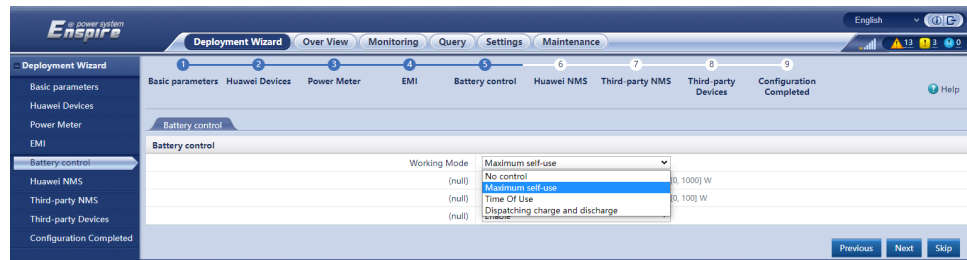 @ power system
Enspire
English
Deployment Wizard Over View Monitoring Query Settings Maintenance
13 3 0
Deployment Wizard
Basic parameters
Huawei Devices
Power Meter
EMI
Battery control
Huawei NMS
Third-party NMS
Third-party Devices
Configuration Completed
1 2 3 4 5 6 7 8 9
Basic parameters Huawei Devices Power Meter EMI Battery control Huawei NMS Third-party NMS Third-party Devices Configuration Completed
Help
Battery control
Battery control
Working Mode Maximum self-use
No control
Maximum self-use
Time Of Use
Dispatching charge and discharge
(null) [0, 1000] W
(null) [0, 100] W
(null) Enable
Previous Next Skip